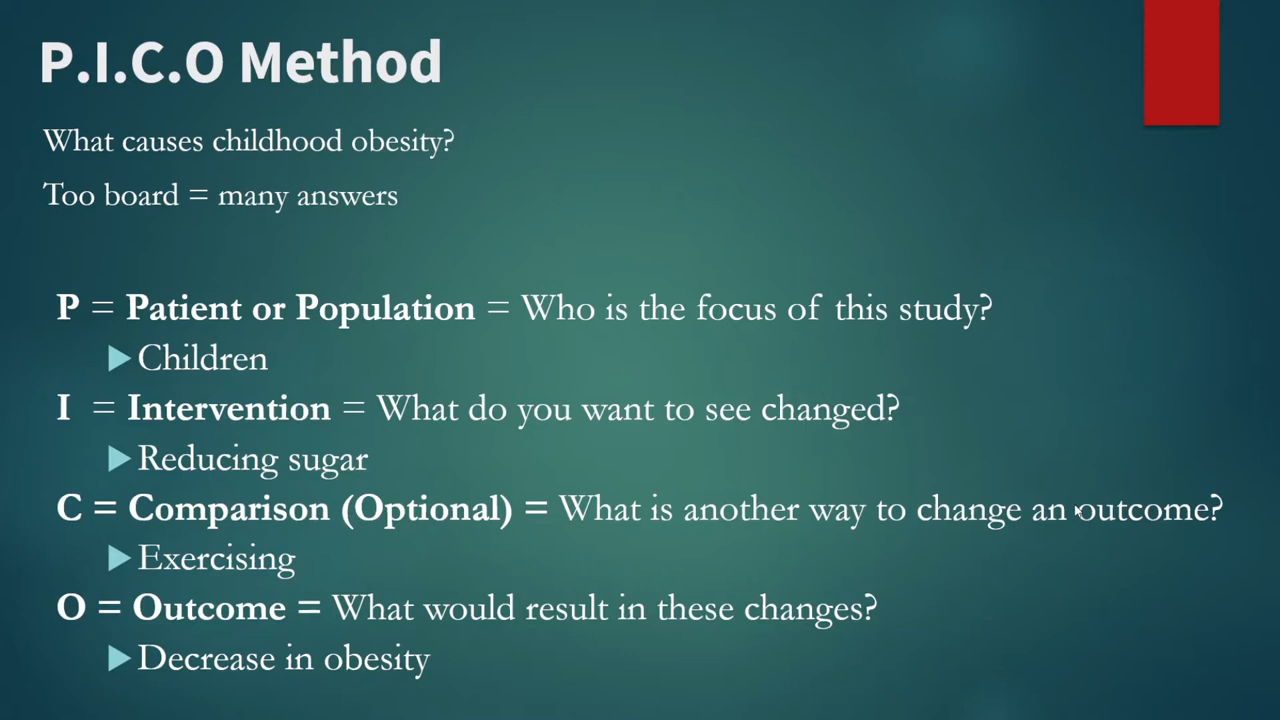 P.I.C.O Method
What causes childhood obesity?
Too board = many answers
P = Patient or Population = Who is the focus of this study?
Children
I = Intervention = What do you want to see changed?
Reducing sugar
C = Comparison (Optional) = What is another way to change an outcome?
Exercising
O = Outcome = What would result in these changes?
Decrease in obesity